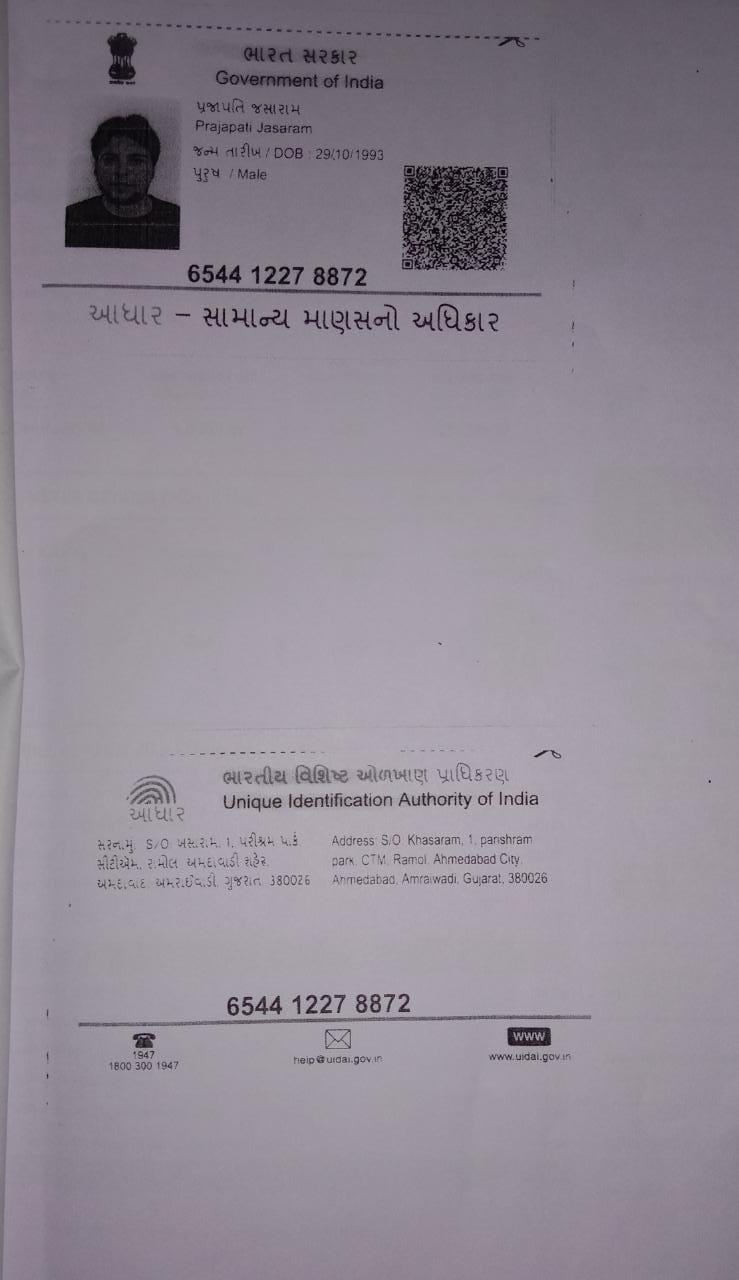 ભારત સરકાર
Government of India
પ્રજાપતિ જસારામ
Prajapati Jasaram
જન્મ તારીખ / DOB : 29/10/1993
પુરુષ / Male
6544 1227 8872
આધાર – સામાન્ય માણસનો અધિકાર
ભારતીય વિશિષ્ટ ઓળખાણ પ્રાધિકરણ
આધાર
Unique Identification Authority of India
સરનામું: S/O ખસારામ, 1, પરીશ્રમ પાર્ક
સીટીએમ, રામોલ અમદાવાદ શહેર,
અમદાવાદ, અમરાઈવાડી, ગુજરાત, 380026
Address: S/O Khasaram, 1, parishram
park, CTM, Ramol, Ahmedabad City,
Ahmedabad, Amraiwadi, Gujarat, 380026
6544 1227 8872
1947
1800 300 1947
help@uidai.gov.in
www
www.uidai.gov.in